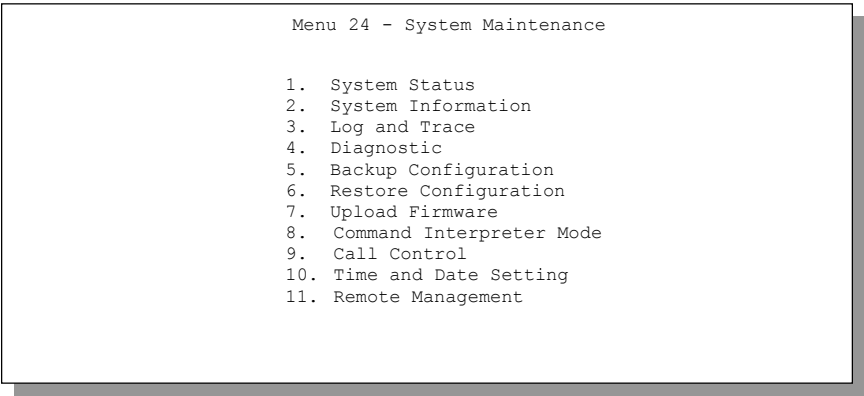 Menu 24 - System Maintenance
1. System Status
2. System Information
3. Log and Trace
4. Diagnostic
5. Backup Configuration
6. Restore Configuration
7. Upload Firmware
8. Command Interpreter Mode
9. Call Control
10. Time and Date Setting
11. Remote Management